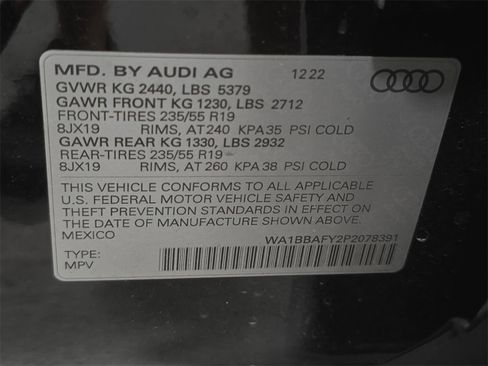 MFD. BY AUDI AG 12 22
GVWR KG 2440, LBS 5379
GAWR FRONT KG 1230, LBS 2712
FRONT-TIRES 235/55 R19
8JX19 RIMS, AT 240 KPA 35 PSI COLD
GAWR REAR KG 1330, LBS 2932
REAR-TIRES 235/55 R19
8JX19 RIMS, AT 260 KPA 38 PSI COLD
THIS VEHICLE CONFORMS TO ALL APPLICABLE
U.S. FEDERAL MOTOR VEHICLE SAFETY AND
THEFT PREVENTION STANDARDS IN EFFECT ON
THE DATE OF MANUFACTURE SHOWN ABOVE.
MEXICO WA1BBAFY2P2078391
TYPE:
MPV